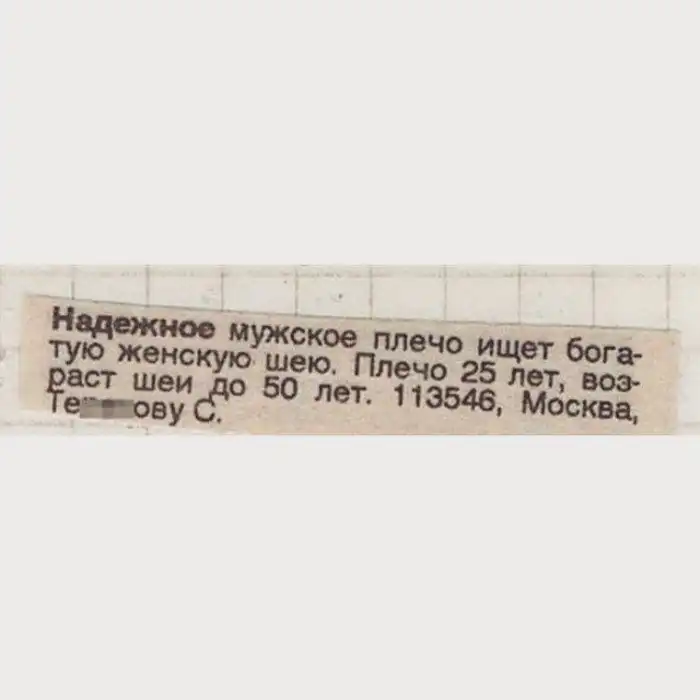 Надежное мужское плечо ищет бога-
тую женскую шею. Плечо 25 лет, воз-
раст шеи до 50 лет. 113546, Москва,
С.